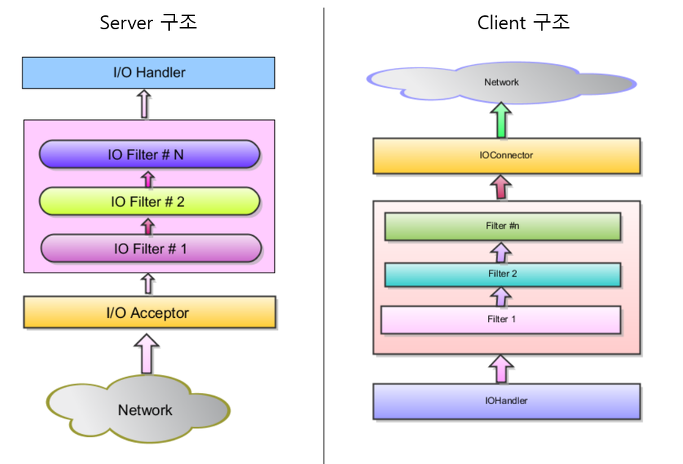 Server 구조
I/O Handler
IO Filter # N
IO Filter # 2
IO Filter # 1
I/O Acceptor
Network
Client 구조
Network
IOConnector
Filter #n
Filter 2
Filter 1
IOHandler